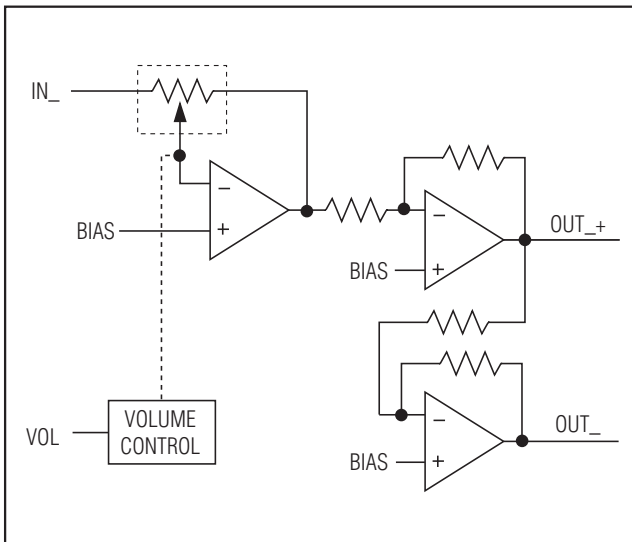 IN_
−
+
BIAS
−
+
BIAS
OUT_+
VOL
VOLUME
CONTROL
−
+
BIAS
OUT_